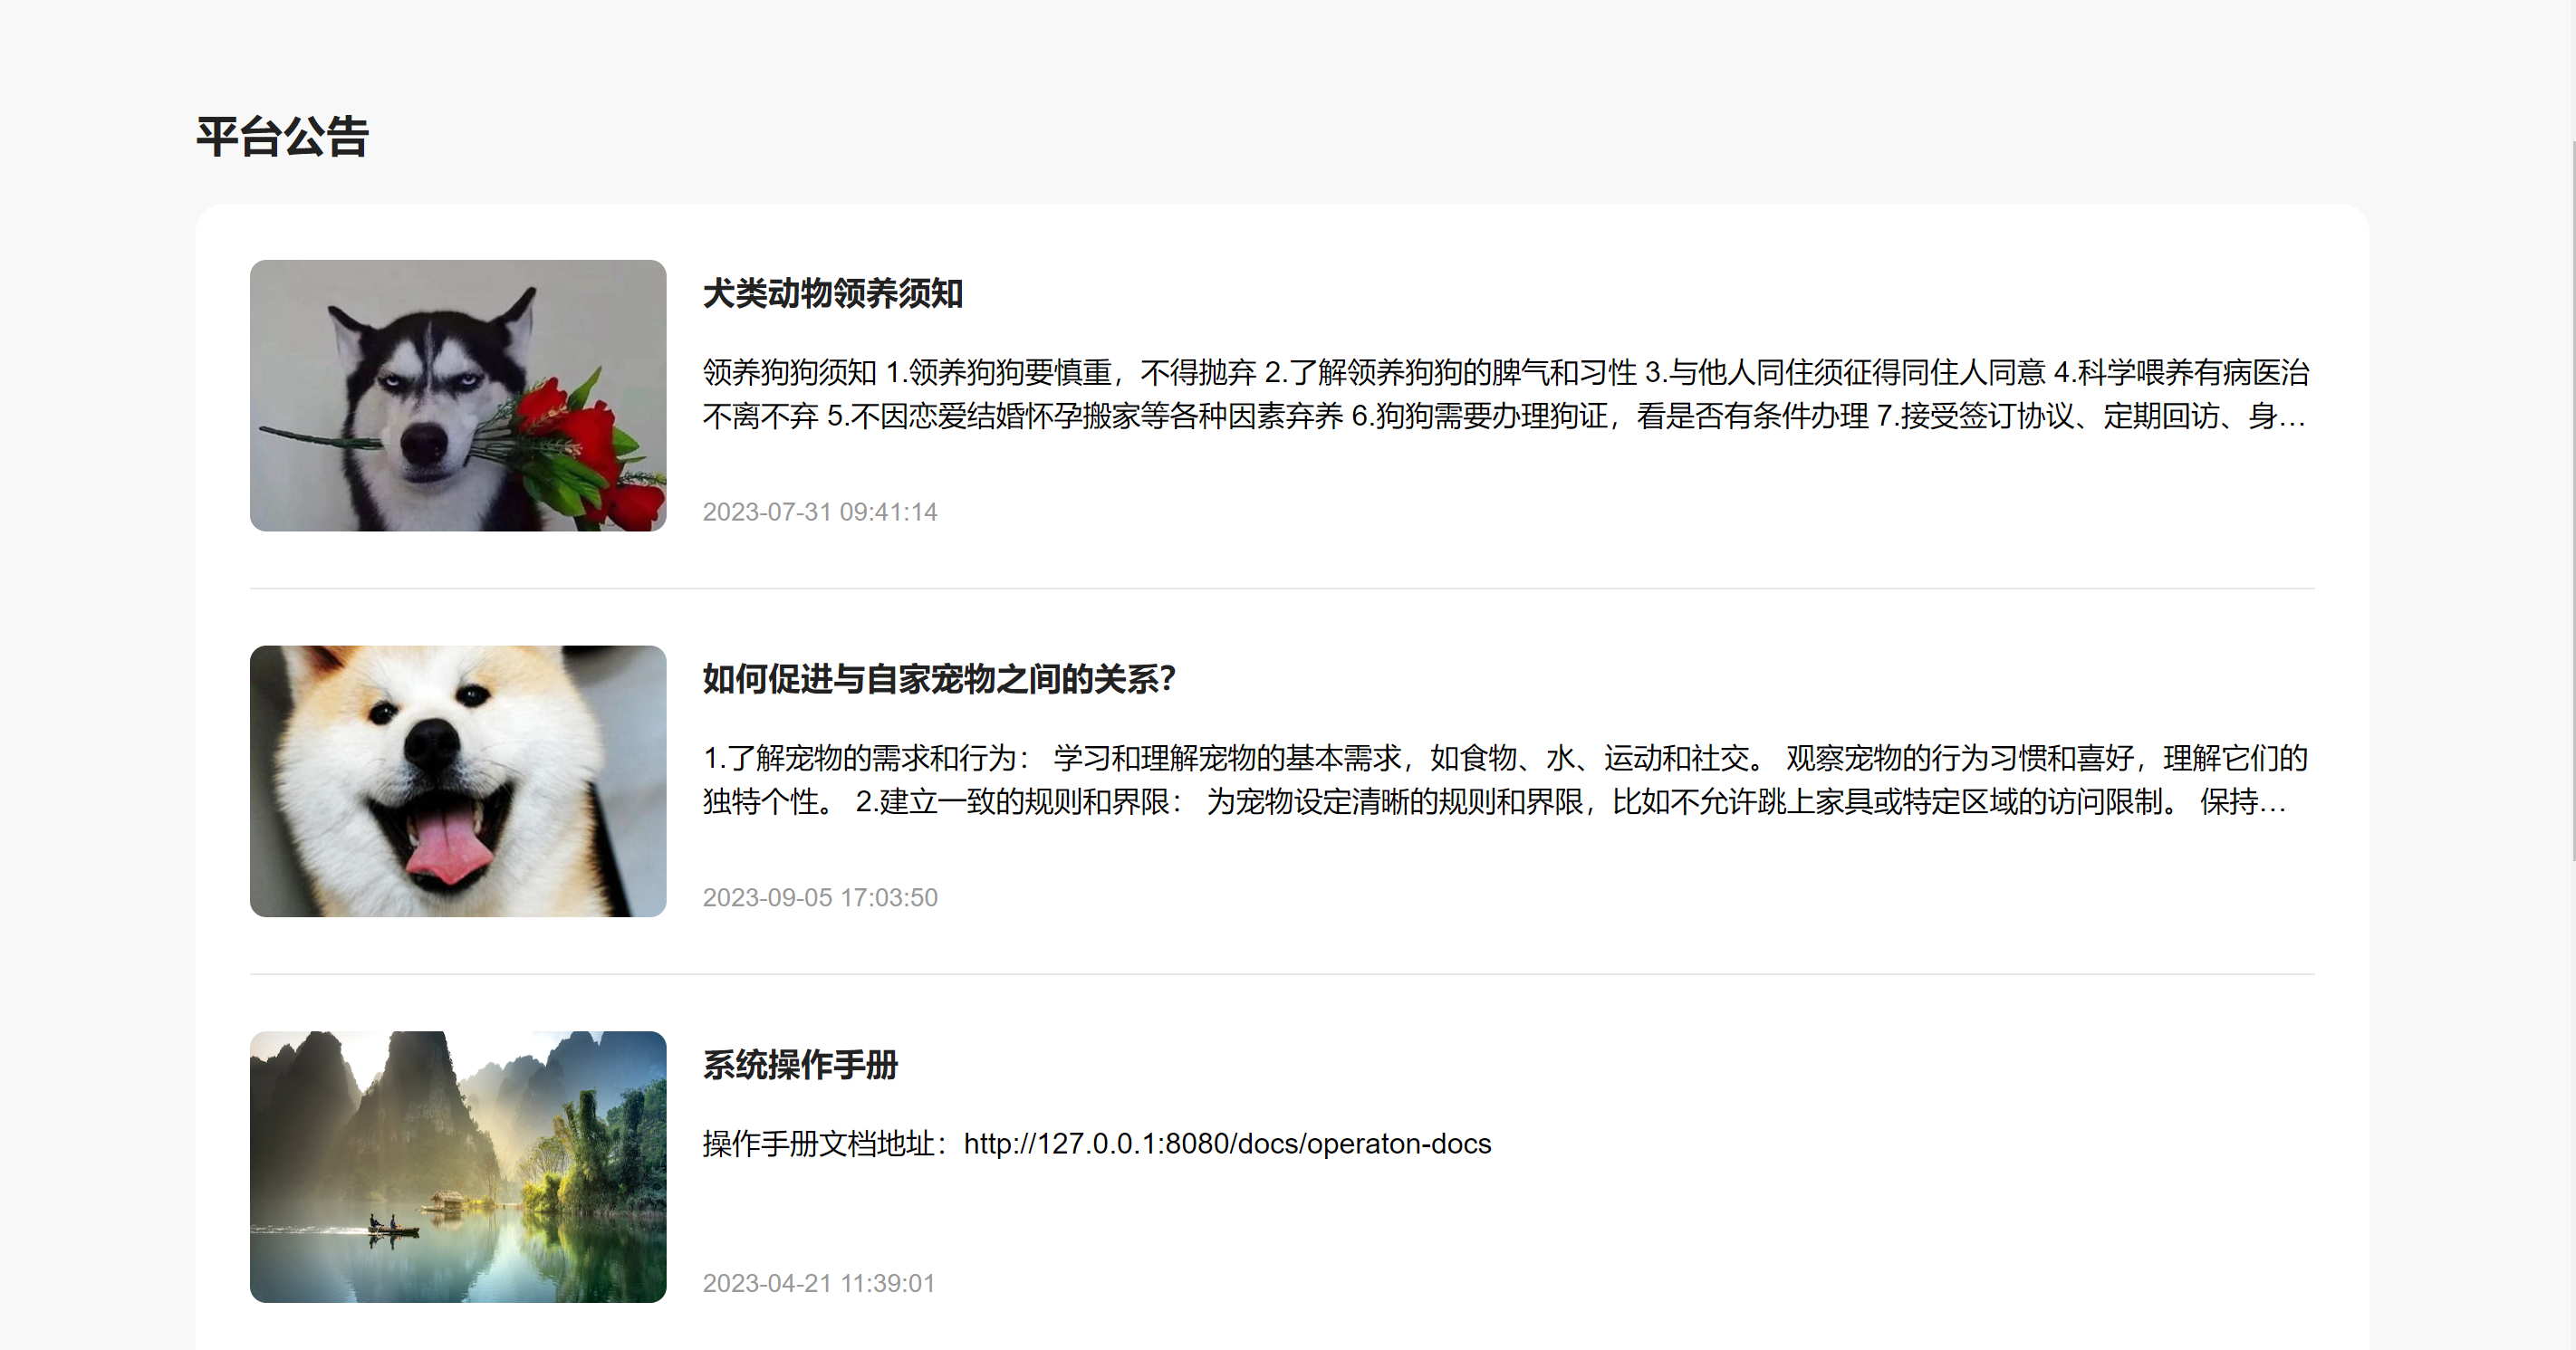 平台公告
犬类动物领养须知
领养狗狗须知 1.领养狗狗要慎重，不得抛弃 2.了解领养狗狗的脾气和习性 3.与他人同住须征得同住人同意 4.科学喂养有病医治
不离不弃 5.不因恋爱结婚怀孕搬家等各种因素弃养 6.狗狗需要办理狗证，看是否有条件办理 7.接受签订协议、定期回访、身…
2023-07-31 09:41:14
如何促进与自家宠物之间的关系？
1.了解宠物的需求和行为： 学习和理解宠物的基本需求，如食物、水、运动和社交。 观察宠物的行为习惯和喜好，理解它们的
独特个性。 2.建立一致的规则和界限： 为宠物设定清晰的规则和界限，比如不允许跳上家具或特定区域的访问限制。 保持…
2023-09-05 17:03:50
系统操作手册
操作手册文档地址：http://127.0.0.1:8080/docs/operaton-docs
2023-04-21 11:39:01